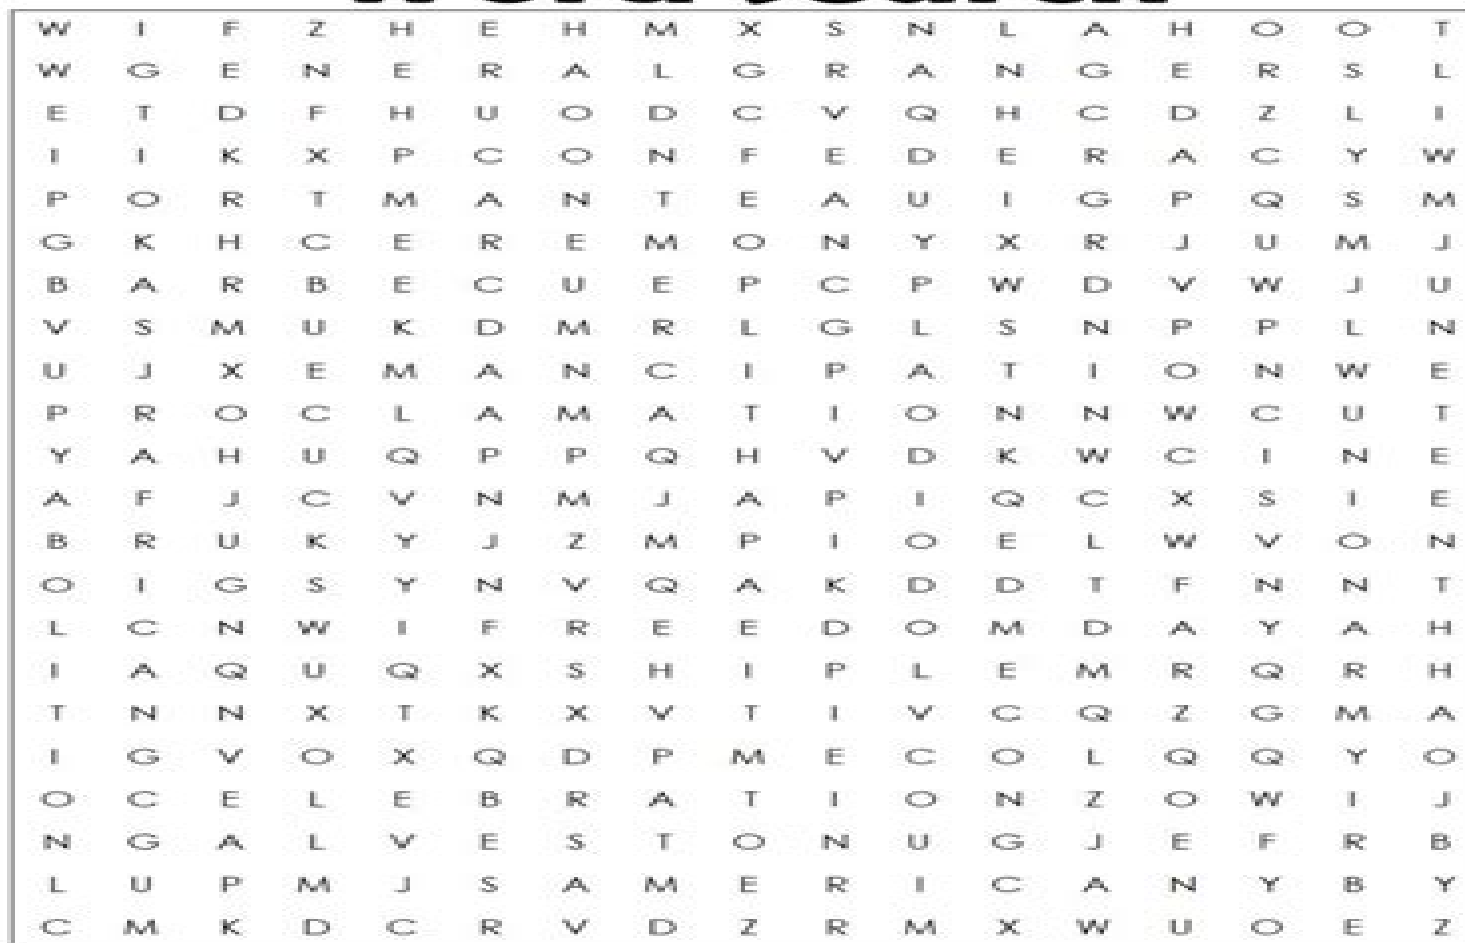 W I F Z H E H M X S N L A H O O T
W G E N E R A L G R A N G E R S L
E T D F H U O D C V Q H C D Z L I
I I K X P C O N F E D E R A C Y W
P O R T M A N T E A U I G P Q S M
G K H C E R E M O N Y X R J U M J
B A R B E C U E P C P W D V W J U
V S M U K D M R L G L S N P P L N
U J X E M A N C I P A T I O N W E
P R O C L A M A T I O N N W C U T
Y A H U Q P P Q H V D K W C I N E
A F J C V N M J A P I Q C X S I E
B R U K Y J Z M P I O E L W V O N
O I G S Y N V Q A K D D T F N N T
L C N W I F R E E D O M D A Y A H
I A Q U Q X S H I P L E M R Q R H
T N N X T K X V T I V C Q Z G M A
I G V O X Q D P M E C O L Q Q Y O
O C E L E B R A T I O N Z O W I J
N G A L V E S T O N U G J E F R B
L U P M J S A M E R I C A N Y B Y
C M K D C R V D Z R M X W U O E Z